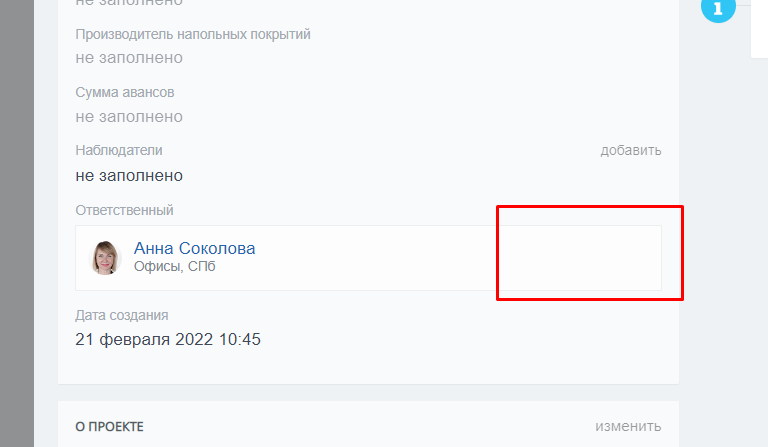 не заполнено
Производитель напольных покрытий
не заполнено
Сумма авансов
не заполнено
Наблюдатели добавить
не заполнено
Ответственный
Анна Соколова
Офисы, СПб
Дата создания
21 февраля 2022 10:45
О ПРОЕКТЕ изменить